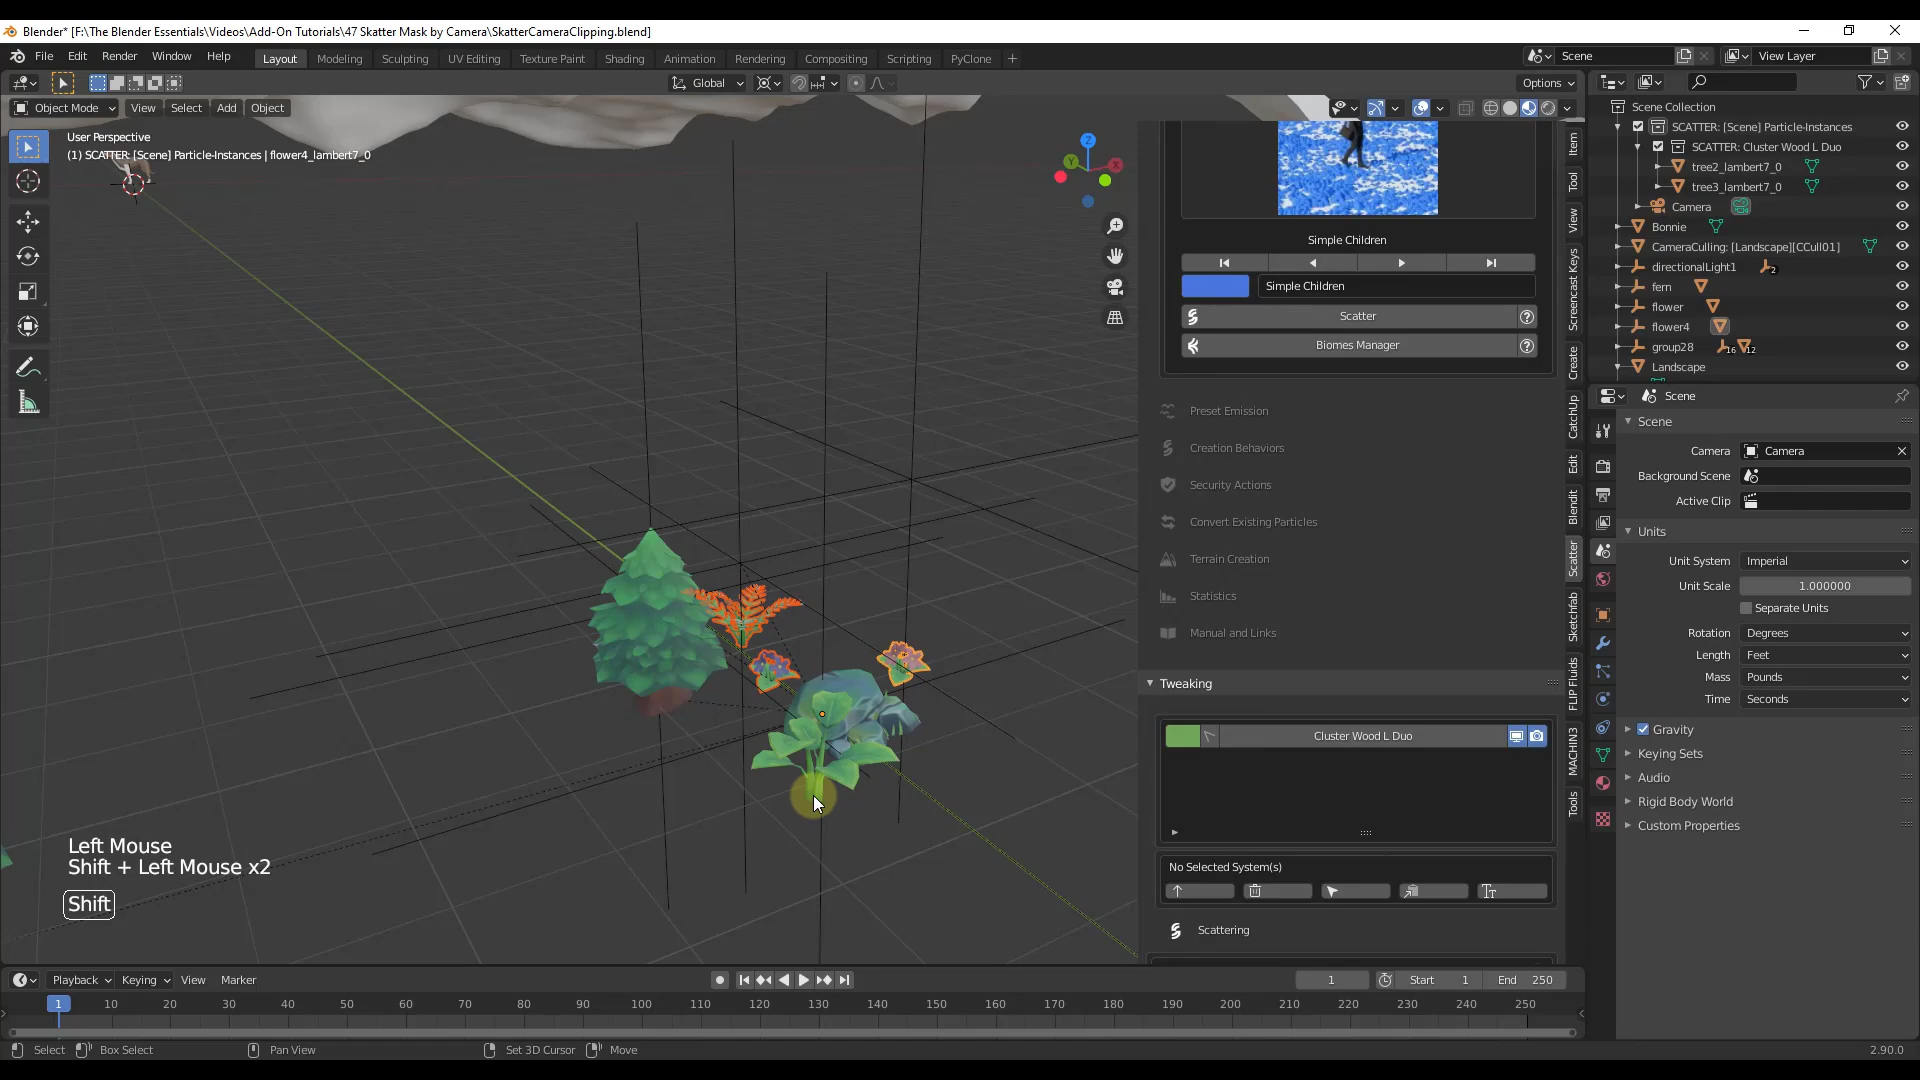 Blender* [F:\The Blender Essentials\Videos\Add-On Tutorials\47 Skatter Mask by Camera\SkatterCameraClipping.blend]
File Edit Render Window Help
Layout Modeling Sculpting UV Editing Texture Paint Shading Animation Rendering Compositing Scripting PyClone
Scene
View Layer
Global
Options
Object Mode View Select Add Object
User Perspective
(1) SCATTER: [Scene] Particle-Instances | flower4_lambert7_0
Z
Y
X
Left Mouse
Shift + Left Mouse x2
Shift
Simple Children
Simple Children
Scatter
Biomes Manager
Preset Emission
Creation Behaviors
Security Actions
Convert Existing Particles
Terrain Creation
Statistics
Manual and Links
Tweaking
Cluster Wood L Duo
No Selected System(s)
Scattering
Item
Tool
View
Screencast Keys
Create
CatchUp
Edit
Blendit
Scatter
Sketchfab
FLIP Fluids
MACHIN3
Tools
Scene Collection
SCATTER: [Scene] Particle-Instances
SCATTER: Cluster Wood L Duo
tree2_lambert7_0
tree3_lambert7_0
Camera
Bonnie
CameraCulling: [Landscape][CCull01]
directionalLight1 2
fern
flower
flower4
group28 16 12
Landscape
Scene
Scene
Camera Camera
Background Scene
Active Clip
Units
Unit System Imperial
Unit Scale 1.000000
Separate Units
Rotation Degrees
Length Feet
Mass Pounds
Time Seconds
Gravity
Keying Sets
Audio
Rigid Body World
Custom Properties
Playback Keying View Marker
1 Start 1 End 250
1 10 20 30 40 50 60 70 80 90 100 110 120 130 140 150 160 170 180 190 200 210 220 230 240 250
Select Box Select Pan View Set 3D Cursor Move
2.90.0